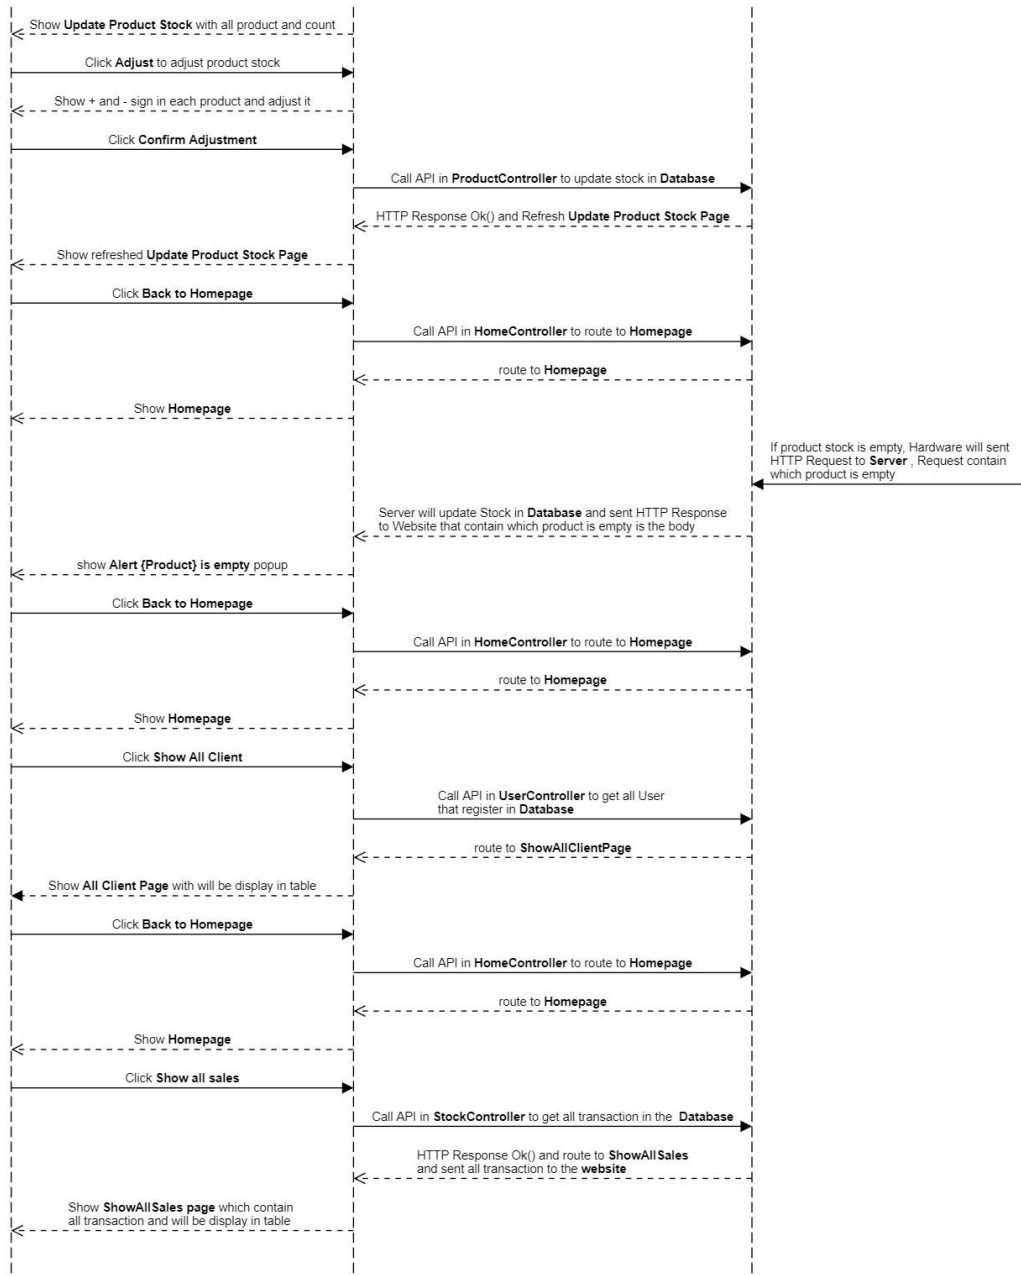 Show Update Product Stock with all product and count
Click Adjust to adjust product stock
Show + and - sign in each product and adjust it
Click Confirm Adjustment
Call API in ProductController to update stock in Database
HTTP Response Ok() and Refresh Update Product Stock Page
Show refreshed Update Product Stock Page
Click Back to Homepage
Call API in HomeController to route to Homepage
route to Homepage
Show Homepage
If product stock is empty, Hardware will sent
HTTP Request to Server , Request contain
which product is empty
Server will update Stock in Database and sent HTTP Response
to Website that contain which product is empty is the body
show Alert {Product} is empty popup
Click Back to Homepage
Call API in HomeController to route to Homepage
route to Homepage
Show Homepage
Click Show All Client
Call API in UserController to get all User
that register in Database
route to ShowAllClientPage
Show All Client Page with will be display in table
Click Back to Homepage
Call API in HomeController to route to Homepage
route to Homepage
Show Homepage
Click Show all sales
Call API in StockController to get all transaction in the Database
HTTP Response Ok() and route to ShowAllSales
and sent all transaction to the website
Show ShowAllSales page which contain
all transaction and will be display in table